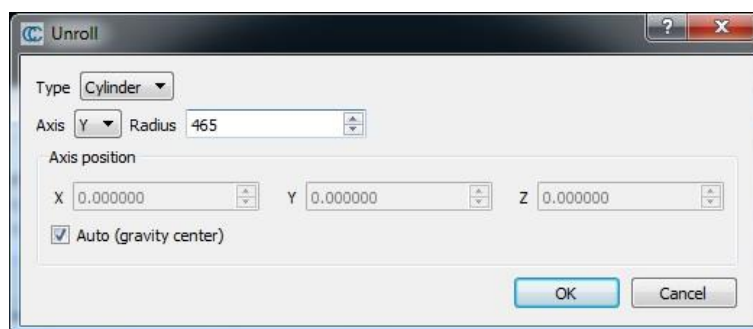 Unroll
Type Cylinder
Axis Y Radius 465
Axis position
X 0.000000 Y 0.000000 Z 0.000000
Auto (gravity center)
OK Cancel